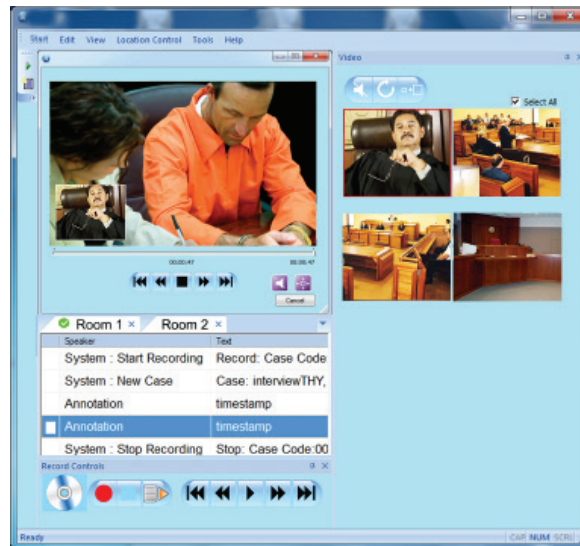 Start Edit View Location Control Tools Help
Video
Select All
00:00:47 00:00:47
Cancel
Room 1 × Room 2 ×
Speaker Text
System : Start Recording Record: Case Code
System : New Case Case: interviewTHY,
Annotation timestamp
Annotation timestamp
System : Stop Recording Stop: Case Code:00
Record Controls
Ready CAP NUM SCRL